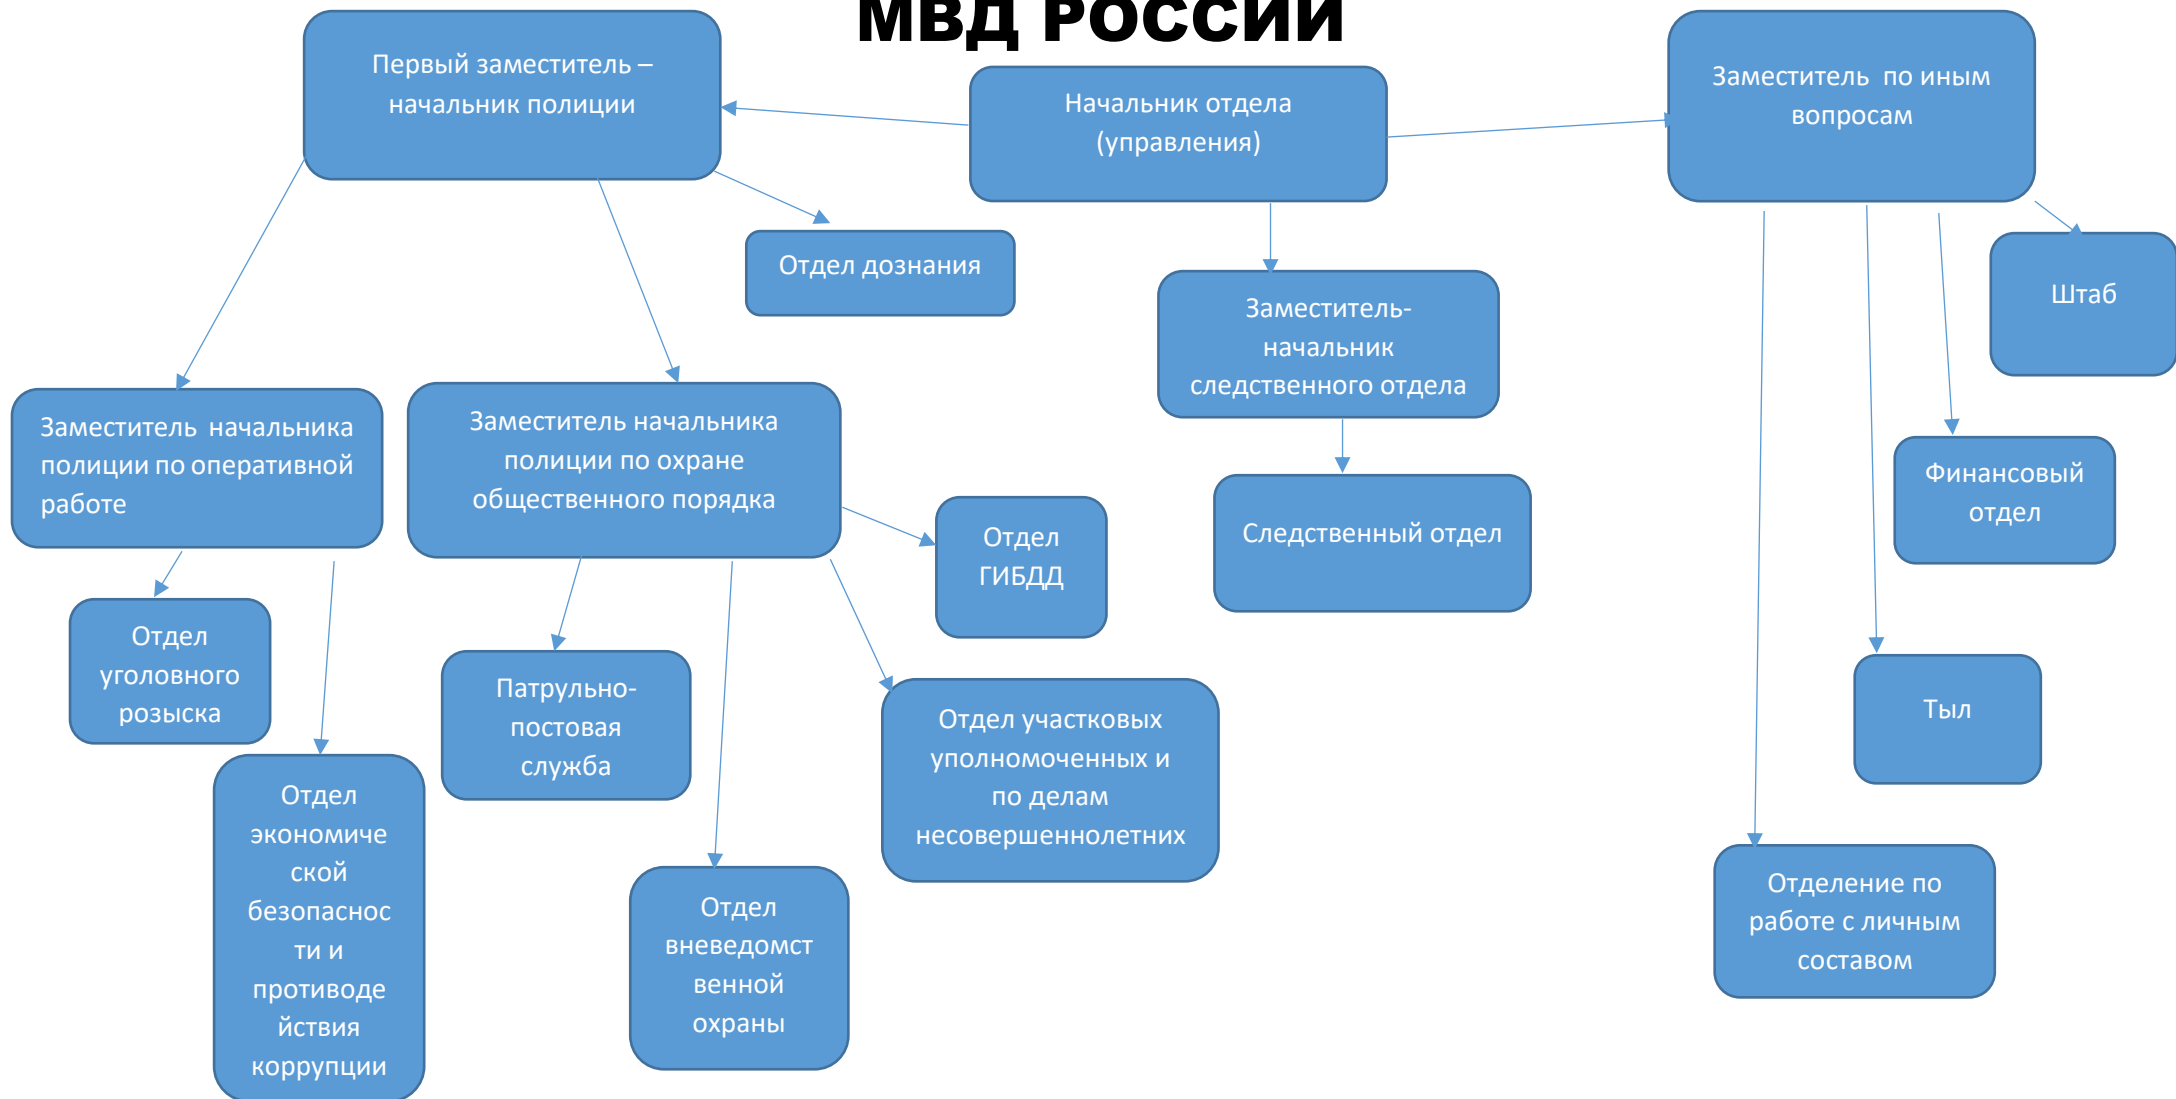 МВД РОССИИ
Первый заместитель –
начальник полиции
Начальник отдела
(управления)
Заместитель  по иным
вопросам
Отдел дознания
Заместитель-
начальник
следственного отдела
Штаб
Заместитель  начальника
полиции по оперативной
работе
Заместитель начальника
полиции по охране
общественного порядка
Отдел
ГИБДД
Следственный отдел
Финансовый
отдел
Отдел
уголовного
розыска
Патрульно-
постовая
служба
Отдел участковых
уполномоченных и
по делам
несовершеннолетних
Тыл
Отдел
экономиче
ской
безопаснос
ти и
противоде
йствия
коррупции
Отдел
вневедомст
венной
охраны
Отделение по
работе с личным
составом